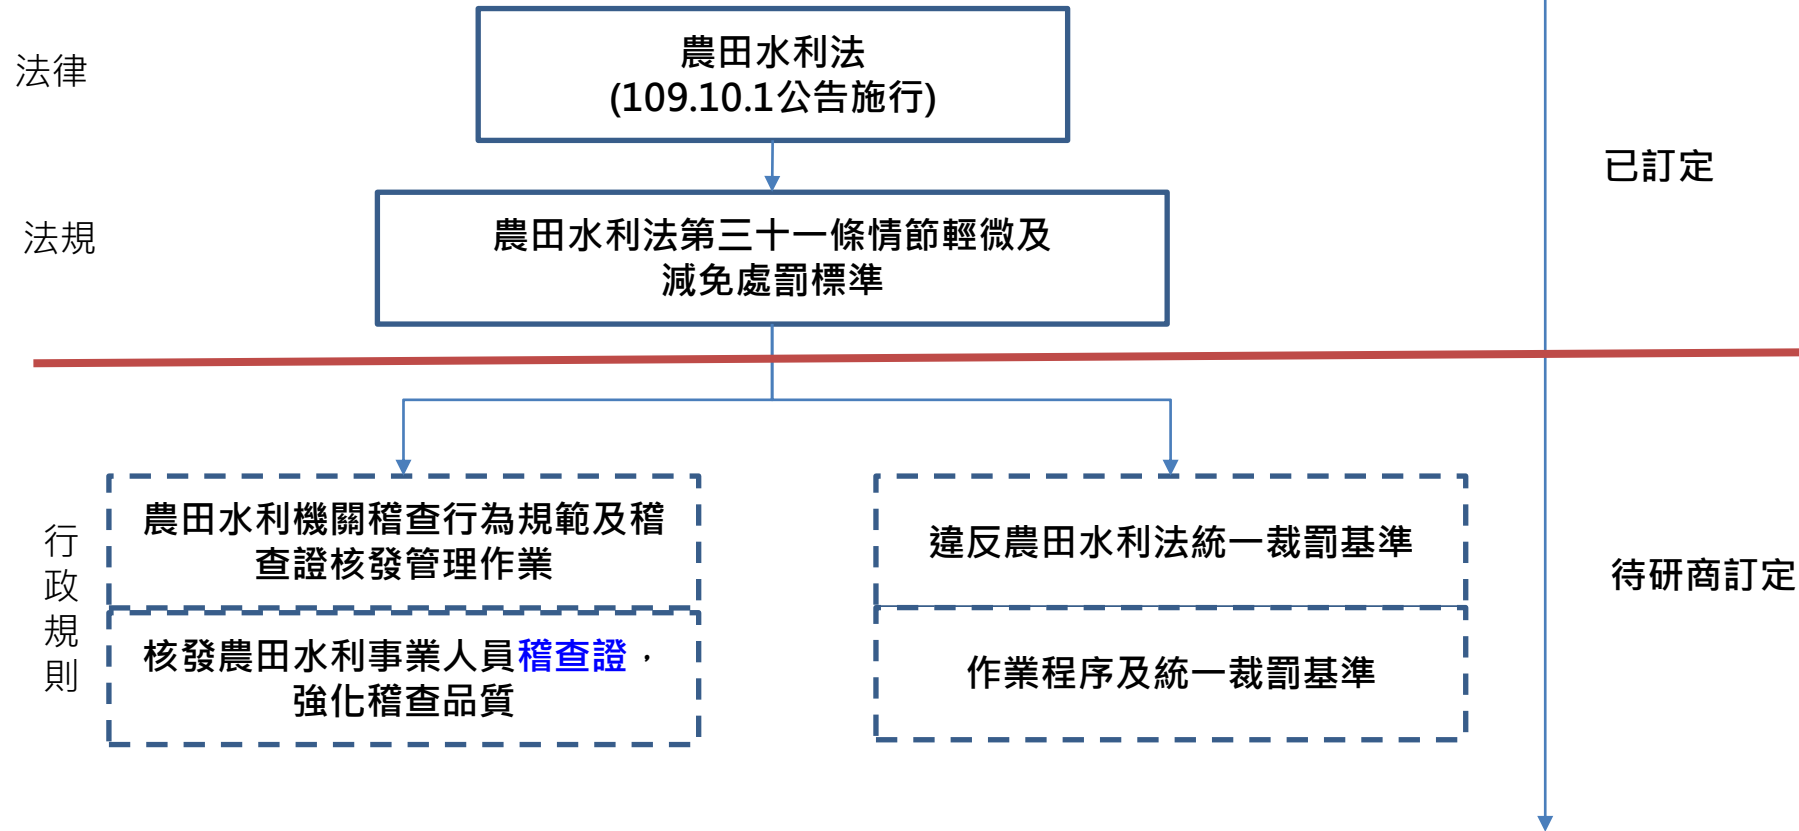 法律
農田水利法
(109.10.1公告施行)
已訂定
法規
農田水利法第三十一條情節輕微及
減免處罰標準
行政規則
農田水利機關稽查行為規範及稽
查證核發管理作業
核發農田水利事業人員稽查證，
強化稽查品質
違反農田水利法統一裁罰基準
作業程序及統一裁罰基準
待研商訂定